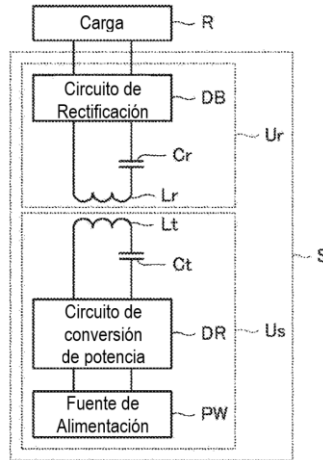 Carga
R
Circuito de
Rectificación
DB
Ur
Cr
Lr
Lt
S
Ct
Circuito de
conversión
de potencia
DR
Us
Fuente de
Alimentación
PW